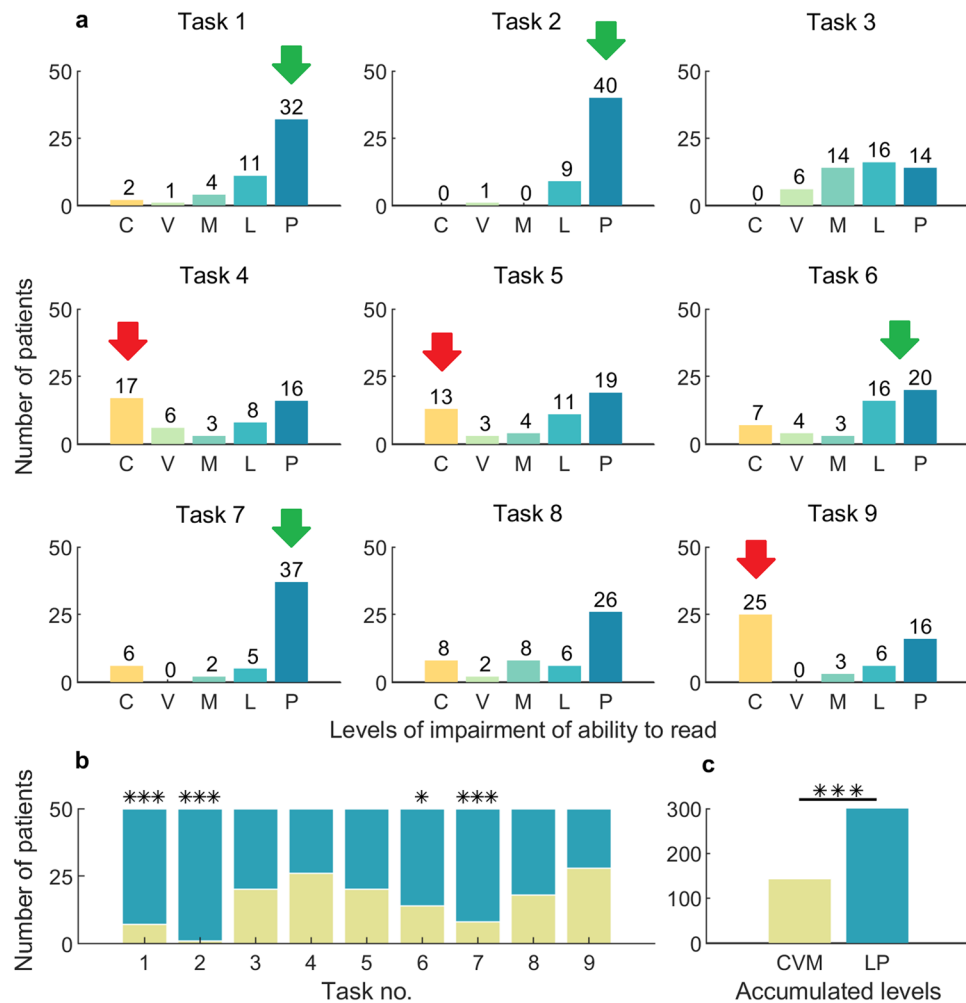 a
Task 1 Task 2 Task 3
50 50 50
25 25 25
0 0 0
2 1 4 11 32
0 1 0 9 40
0 6 14 16 14
C V M L P C V M L P C V M L P
Number of patients
Task 4 Task 5 Task 6
50 50 50
25 25 25
0 0 0
17 6 3 8 16
13 3 4 11 19
7 4 3 16 20
C V M L P C V M L P C V M L P
Task 7 Task 8 Task 9
50 50 50
25 25 25
0 0 0
6 0 2 5 37
8 2 8 6 26
25 0 3 6 16
C V M L P C V M L P C V M L P
Levels of impairment of ability to read
b
Number of patients
50
25
0
*** *** * ***
1 2 3 4 5 6 7 8 9
Task no.
c
***
300
200
100
0
CVM LP
Accumulated levels